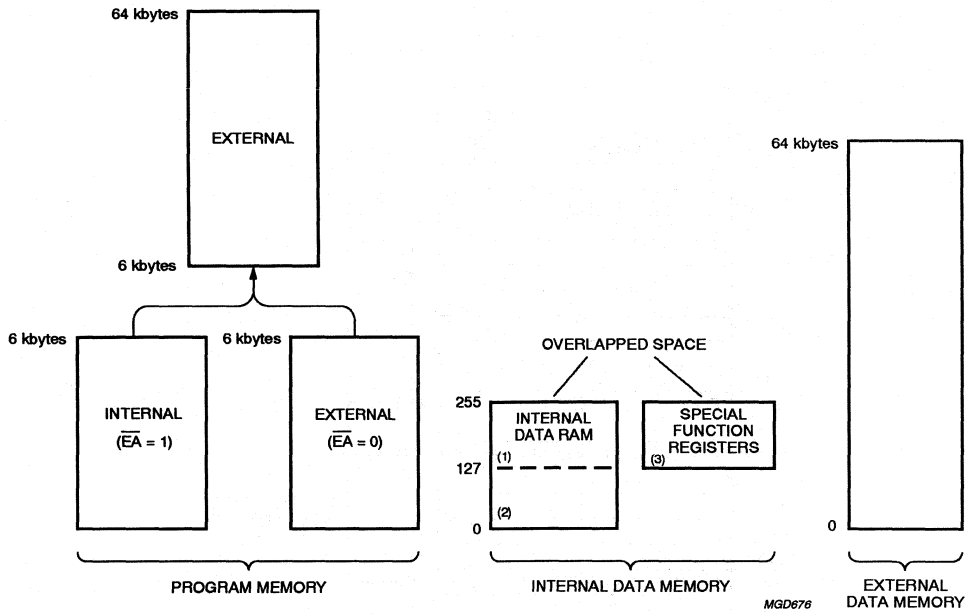 64 kbytes
EXTERNAL
6 kbytes
6 kbytes
INTERNAL
(E̅A̅ = 1)
6 kbytes
EXTERNAL
(E̅A̅ = 0)
PROGRAM MEMORY
OVERLAPPED SPACE
255
INTERNAL
DATA RAM
(1)
127
(2)
0
SPECIAL
FUNCTION
REGISTERS
(3)
INTERNAL DATA MEMORY
64 kbytes
0
EXTERNAL
DATA MEMORY
MGD676